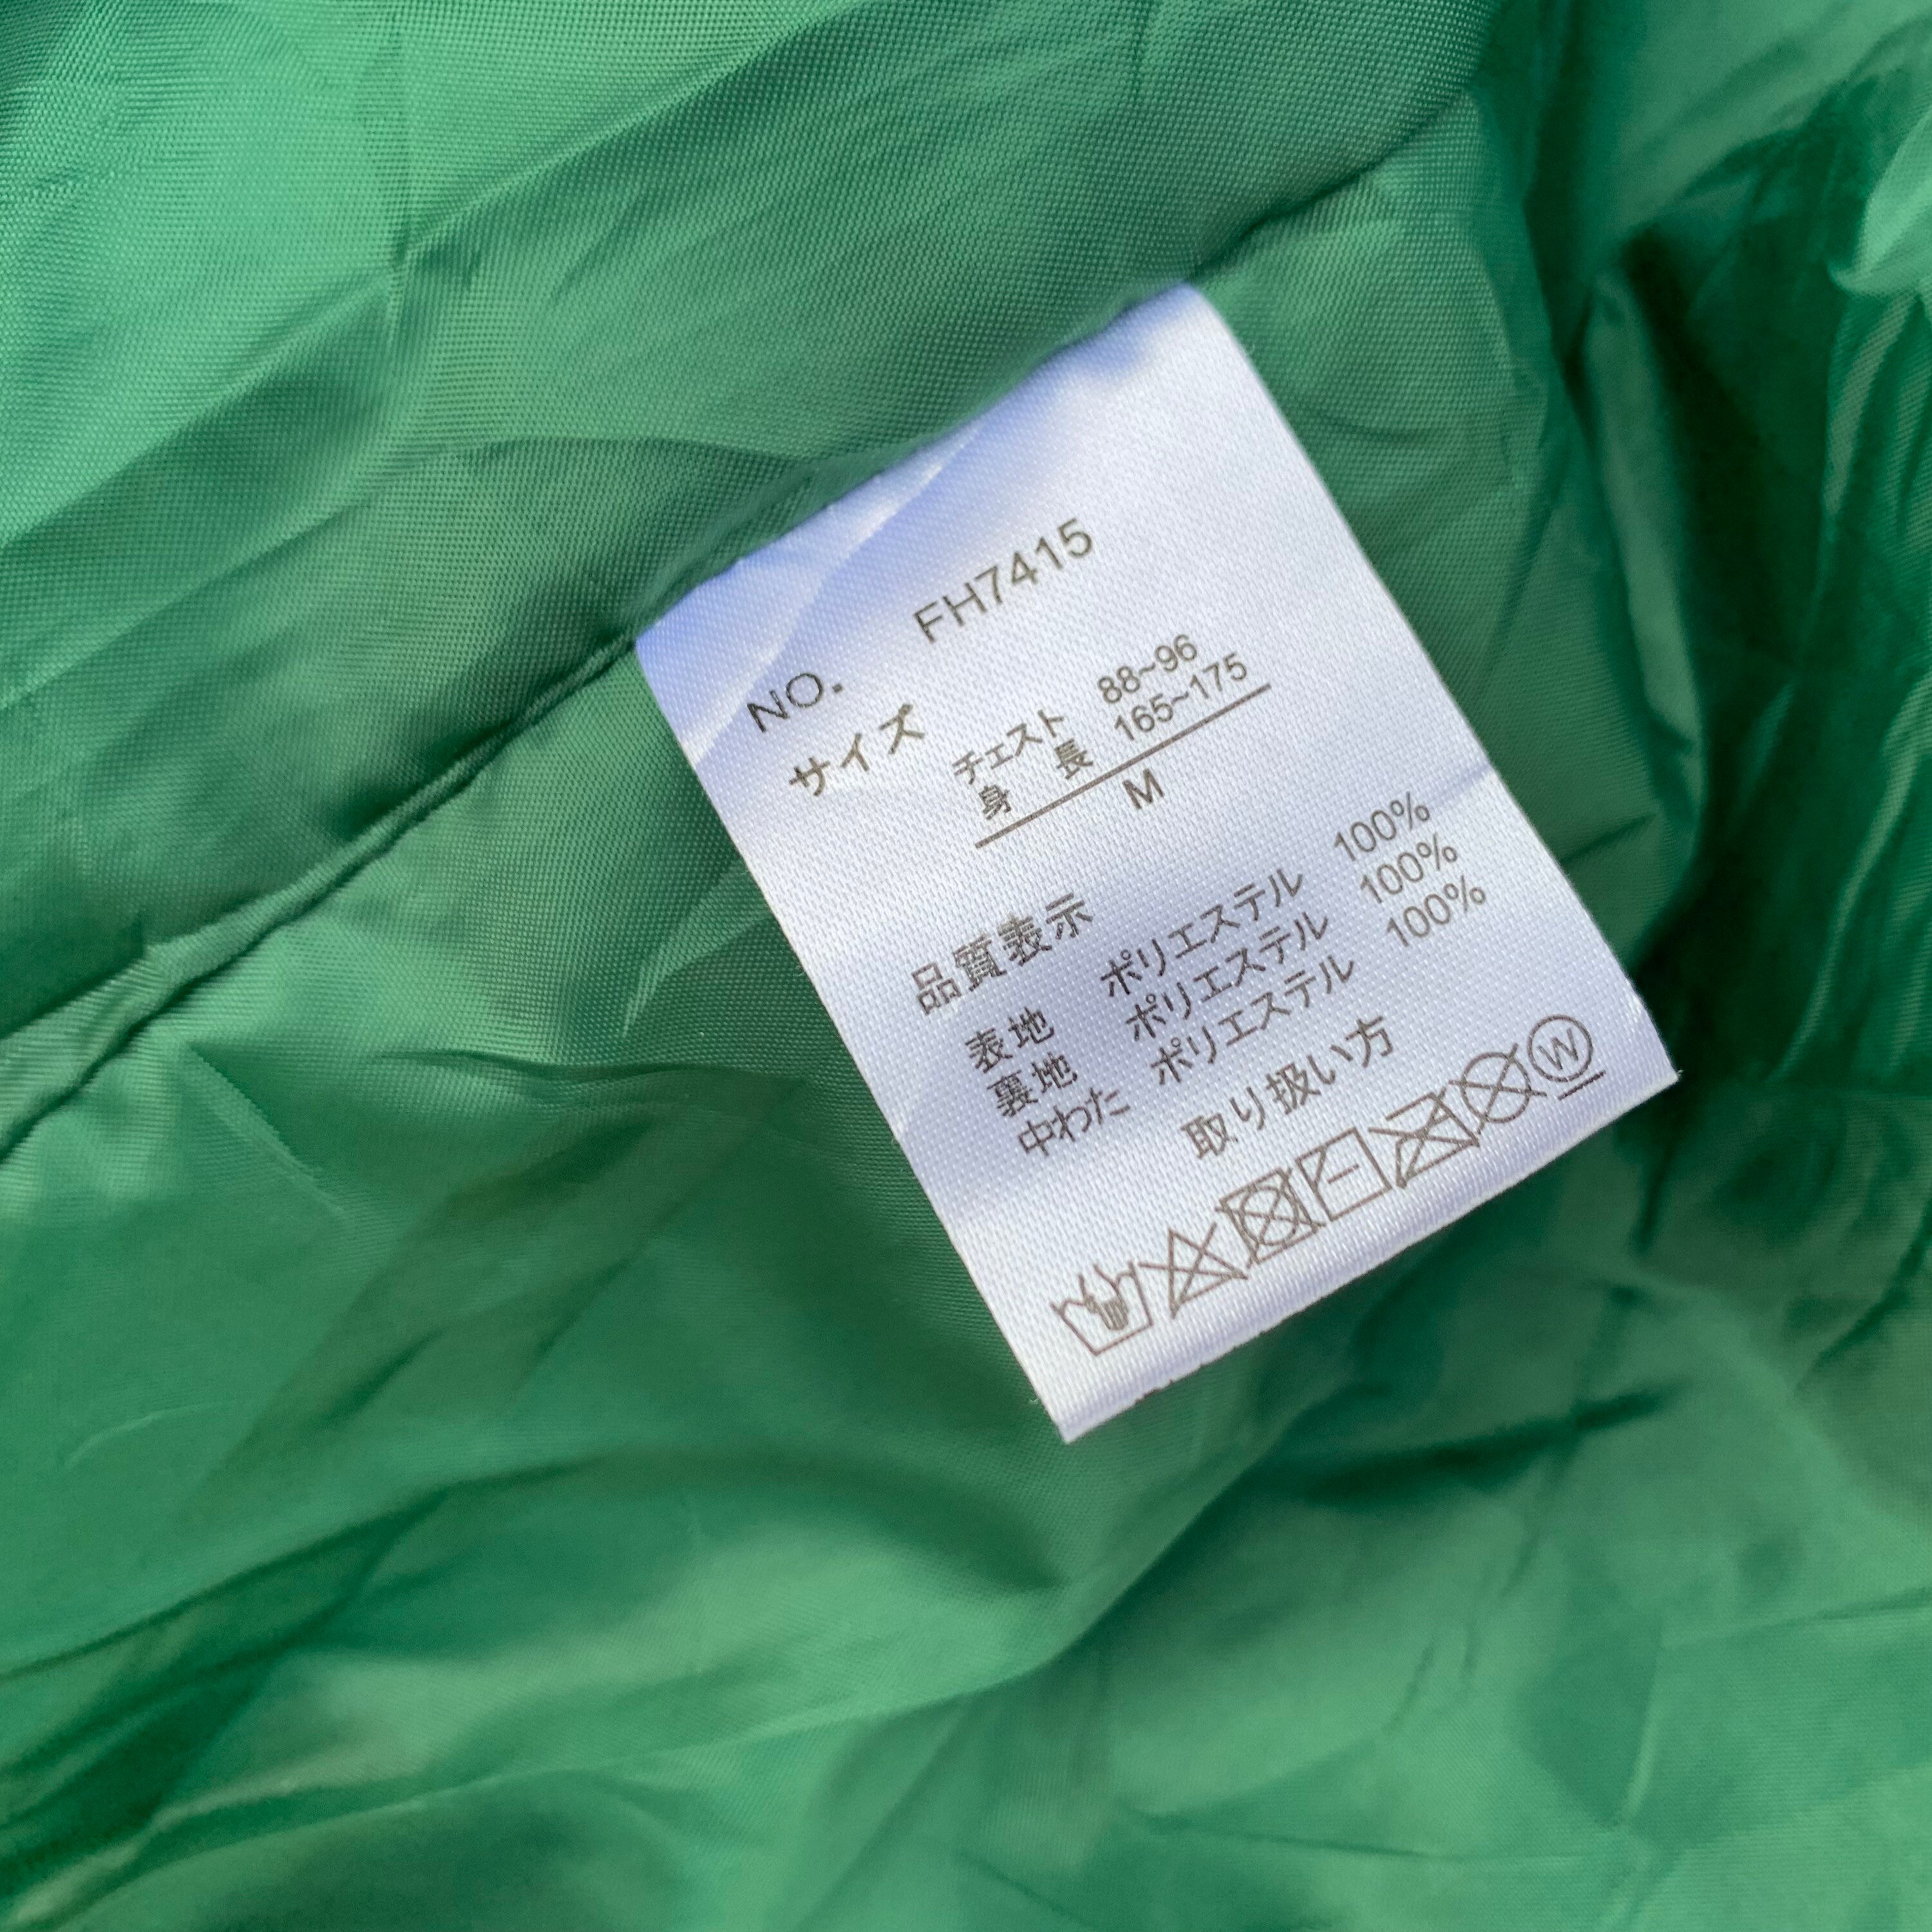 NO. FH7415
サイズ チェスト 88~96
身 長 165~175
M
品質表示
表地 ポリエステル 100%
裏地 ポリエステル 100%
中わた ポリエステル 100%
取り扱い方
W